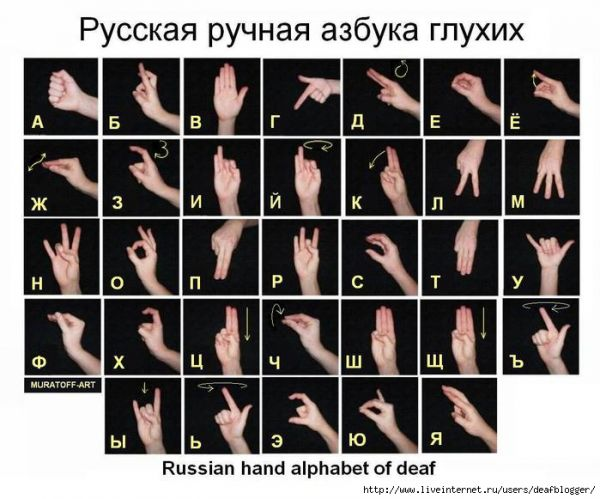 Русская ручная азбука глухих
А Б В Г Д Е Ё
Ж З И Й К Л М
Н О П Р С Т У
Ф Х Ц Ч Ш Щ Ъ
MURATOFF-ART
Ы Ь Э Ю Я
Russian hand alphabet of deaf
http://www.liveinternet.ru/users/deafblogger/